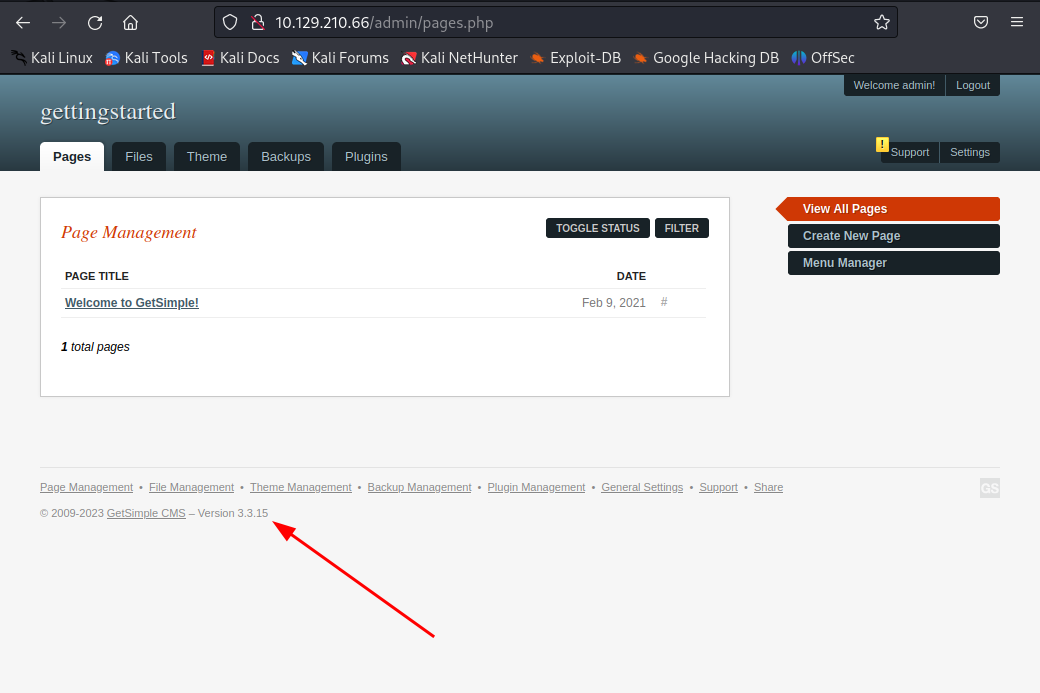 10.129.210.66/admin/pages.php
Kali Linux Kali Tools Kali Docs Kali Forums Kali NetHunter Exploit-DB Google Hacking DB OffSec
Welcome admin! Logout
gettingstarted
Pages Files Theme Backups Plugins
! Support Settings
Page Management TOGGLE STATUS FILTER
View All Pages
Create New Page
Menu Manager
PAGE TITLE DATE
Welcome to GetSimple! Feb 9, 2021 #
1 total pages
Page Management • File Management • Theme Management • Backup Management • Plugin Management • General Settings • Support • Share
GS
© 2009-2023 GetSimple CMS – Version 3.3.15